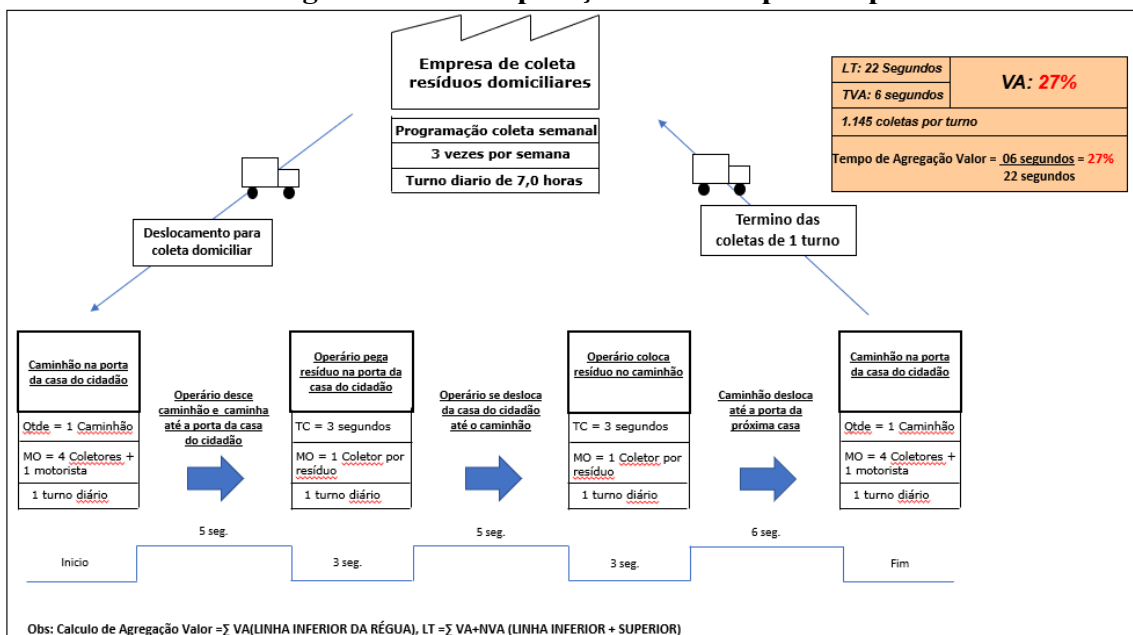 Empresa de coleta
resíduos domiciliares
Programação coleta semanal
3 vezes por semana
Turno diario de 7,0 horas
LT: 22 Segundos
TVA: 6 segundos
VA: 27%
1.145 coletas por turno
Tempo de Agregação Valor = 06 segundos = 27%
22 segundos
Deslocamento para
coleta domiciliar
Termino das
coletas de 1 turno
Caminhão na porta
da casa do cidadão
Qtde = 1 Caminhão
MO = 4 Coletores +
1 motorista
1 turno diário
Operário desce
caminhão e caminha
até a porta da casa
do cidadão
Operário pega
resíduo na porta da
casa do cidadão
TC = 3 segundos
MO = 1 Coletor por
resíduo
1 turno diário
Operário se desloca
da casa do cidadão
até o caminhão
Operário coloca
resíduo no caminhão
TC = 3 segundos
MO = 1 Coletor por
resíduo
1 turno diário
Caminhão desloca
até a porta da
próxima casa
Caminhão na porta
da casa do cidadão
Qtde = 1 Caminhão
MO = 4 Coletores +
1 motorista
1 turno diário
Inicio
5 seg.
3 seg.
5 seg.
3 seg.
6 seg.
Fim
Obs: Calculo de Agregação Valor =∑ VA(LINHA INFERIOR DA RÉGUA), LT =∑ VA+NVA (LINHA INFERIOR + SUPERIOR)